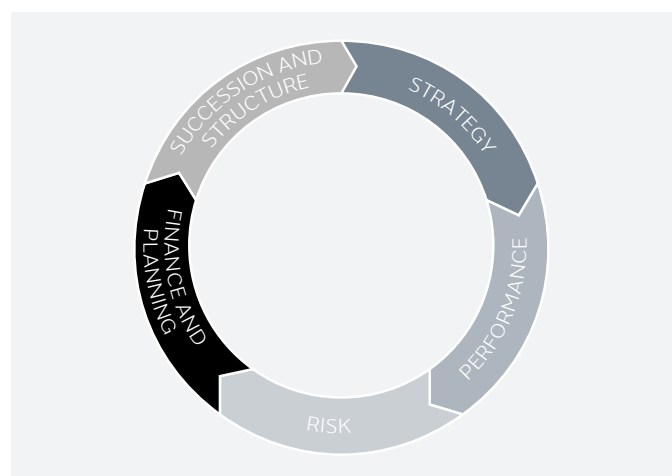 STRATEGY
PERFORMANCE
RISK
FINANCE AND
PLANNING
SUCCESSION AND
STRUCTURE